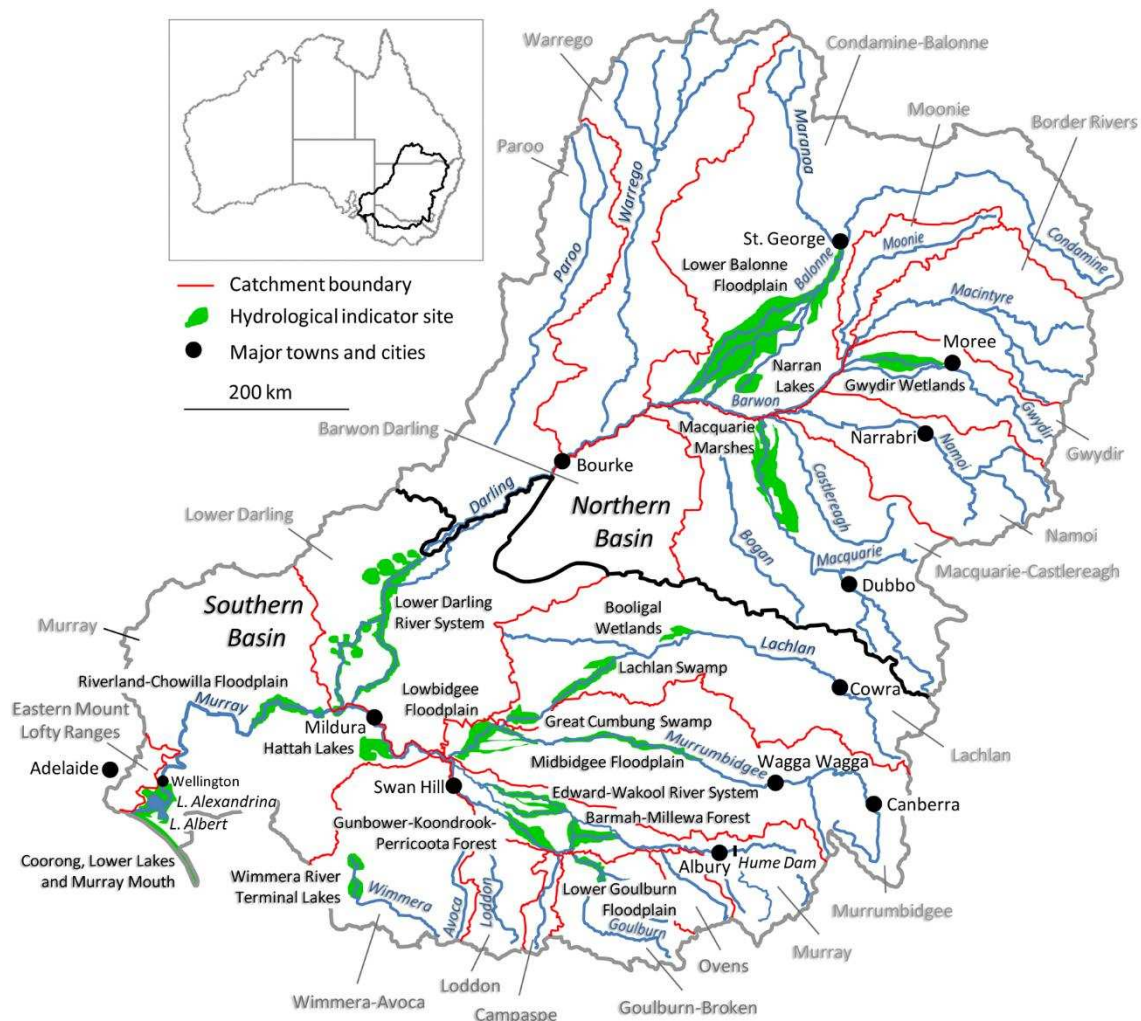 Warrego
Condamine-Balonne
Moonie
Border Rivers
Paroo
Maranoa
Warrego
Paroo
St. George
Moonie
Condamine
Balonne
Lower Balonne
Floodplain
Macintyre
Catchment boundary
Hydrological indicator site
Major towns and cities
200 km
Moree
Narran
Lakes
Gwydir Wetlands
Barwon
Gwydir
Barwon Darling
Macquarie
Marshes
Narrabri
Namoi
Gwydir
Bourke
Castlereagh
Darling
Northern
Basin
Bogan
Namoi
Lower Darling
Macquarie
Macquarie-Castlereagh
Dubbo
Southern
Basin
Lower Darling
River System
Booligal
Wetlands
Lachlan
Murray
Lachlan Swamp
Cowra
Riverland-Chowilla Floodplain
Murray
Lowbidgee
Floodplain
Eastern Mount
Lofty Ranges
Mildura
Great Cumbung Swamp
Lachlan
Hattah Lakes
Murrumbidgee
Midbidgee Floodplain
Wagga Wagga
Adelaide
Wellington
Swan Hill
Edward-Wakool River System
Canberra
L. Alexandrina
L. Albert
Barmah-Millewa Forest
Gunbower-Koondrook-
Perricoota Forest
Albury
Hume Dam
Coorong, Lower Lakes
and Murray Mouth
Wimmera River
Terminal Lakes
Wimmera
Avoca
Loddon
Lower Goulburn
Floodplain
Goulburn
Murrumbidgee
Murray
Ovens
Loddon
Wimmera-Avoca
Campaspe
Goulburn-Broken